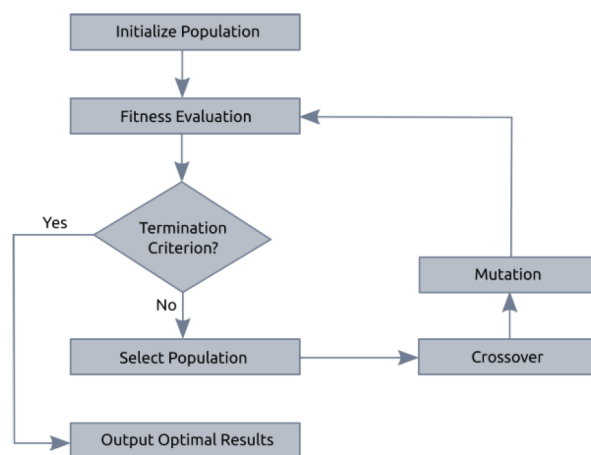 Initialize Population
Fitness Evaluation
Termination
Criterion?
Yes
No
Select Population
Crossover
Mutation
Output Optimal Results